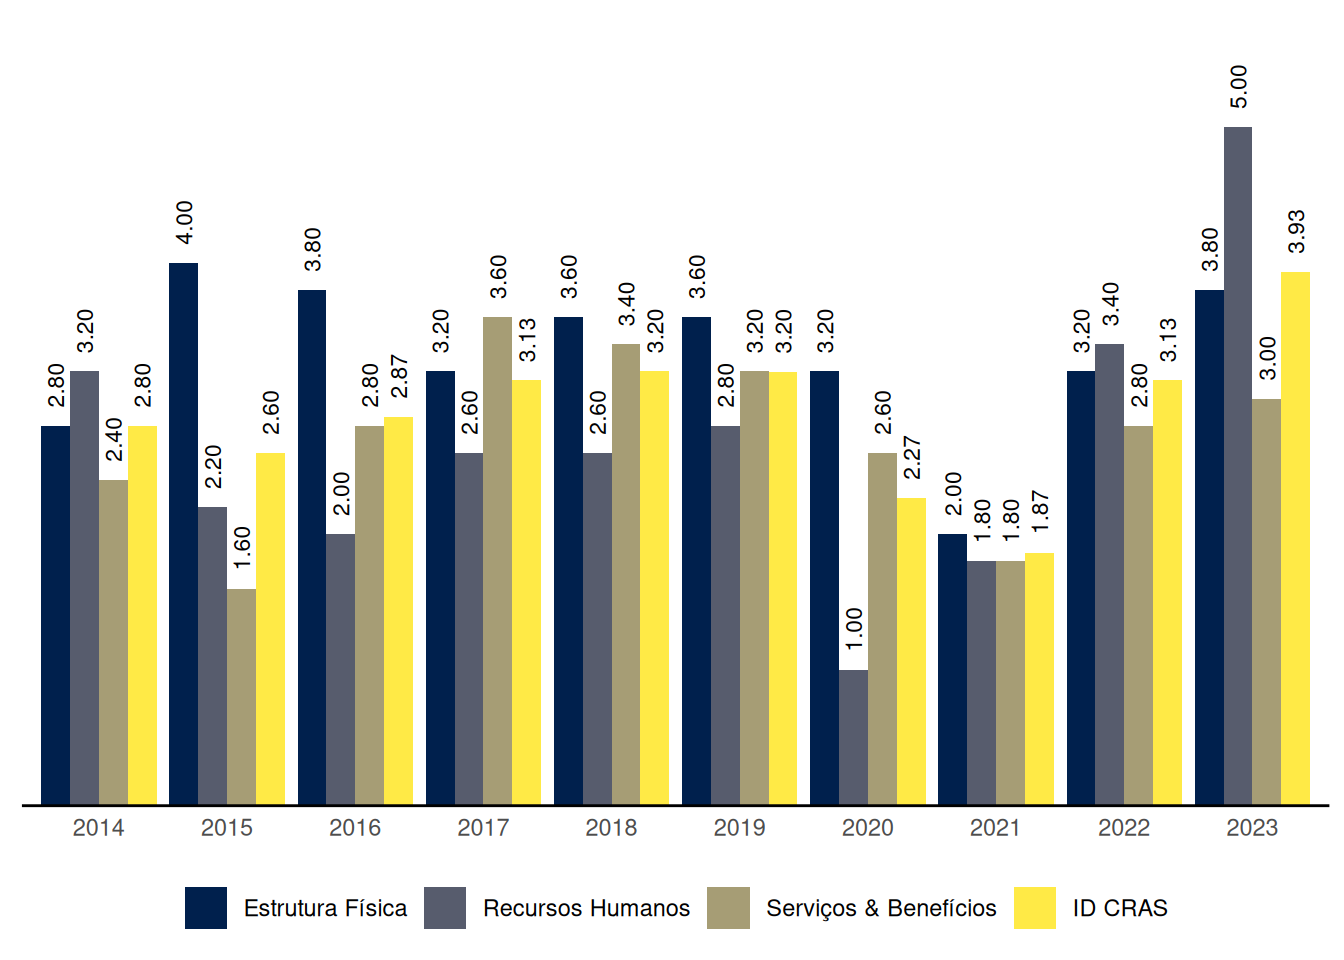 2.80 3.20 2.40 2.80
4.00 2.20 1.60 2.60
3.80 2.00 2.80 2.87
3.20 2.60 3.60 3.13
3.60 2.60 3.40 3.20
3.60 2.80 3.20 3.20
3.20 1.00 2.60 2.27
2.00 1.80 1.80 1.87
3.20 3.40 2.80 3.13
3.80 5.00 3.00 3.93
2014 2015 2016 2017 2018 2019 2020 2021 2022 2023
Estrutura Física Recursos Humanos Serviços & Benefícios ID CRAS